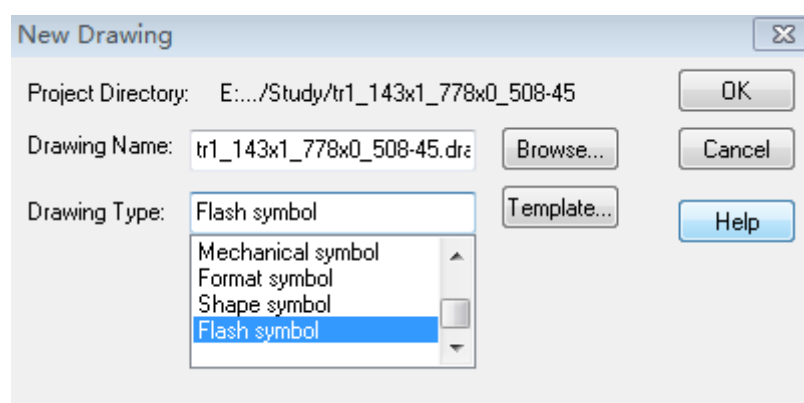 New Drawing
Project Directory: E:.../Study/tr1_143x1_778x0_508-45 OK
Drawing Name: tr1_143x1_778x0_508-45.dra Browse... Cancel
Drawing Type: Flash symbol Template... Help
Mechanical symbol
Format symbol
Shape symbol
Flash symbol